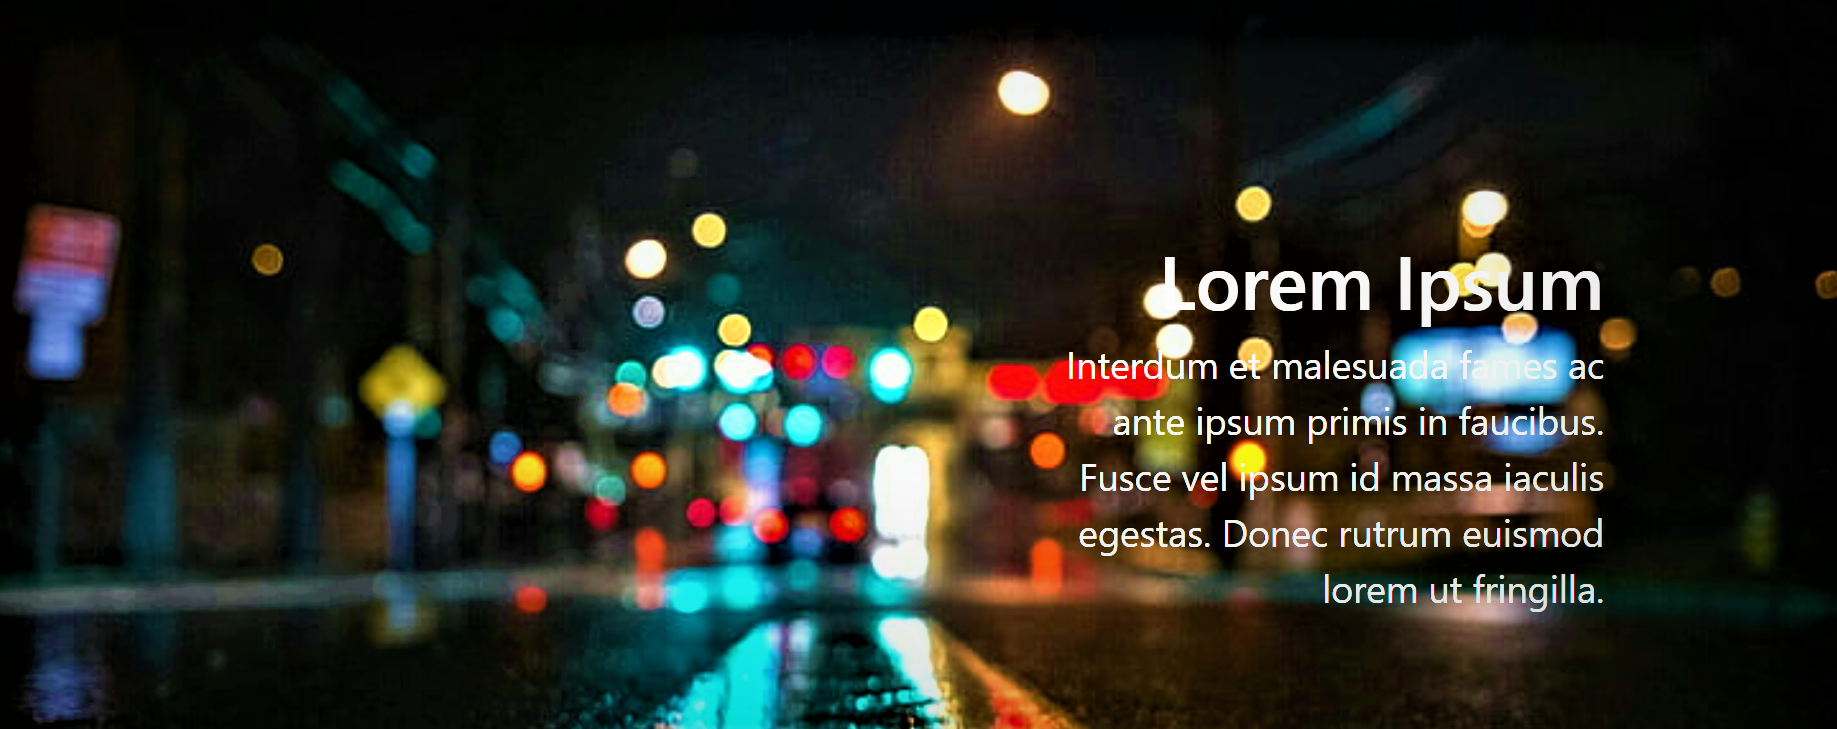 Lorem Ipsum
Interdum et malesuada fames ac
ante ipsum primis in faucibus.
Fusce vel ipsum id massa iaculis
egestas. Donec rutrum euismod
lorem ut fringilla.